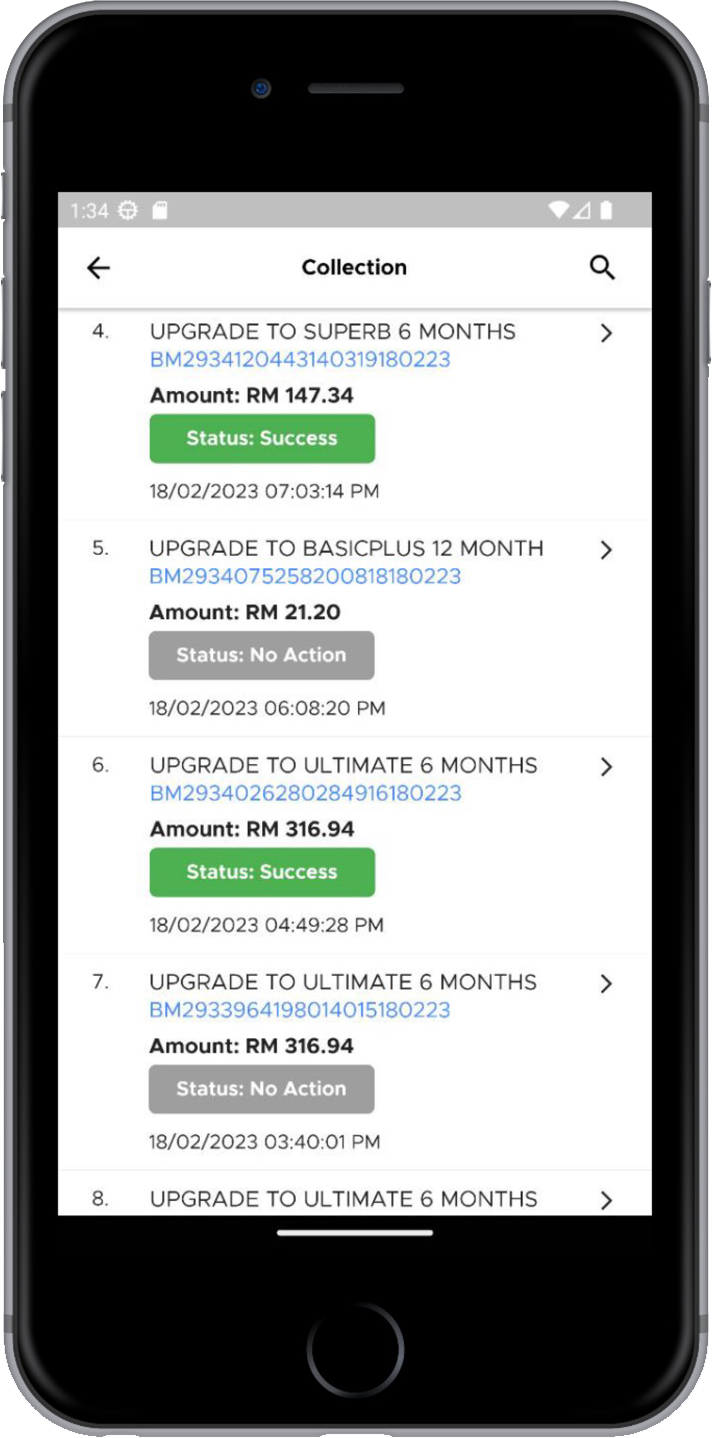 1:34
Collection
4. UPGRADE TO SUPERB 6 MONTHS
BM2934120443140319180223
Amount: RM 147.34
Status: Success
18/02/2023 07:03:14 PM
5. UPGRADE TO BASICPLUS 12 MONTH
BM2934075258200818180223
Amount: RM 21.20
Status: No Action
18/02/2023 06:08:20 PM
6. UPGRADE TO ULTIMATE 6 MONTHS
BM2934026280284916180223
Amount: RM 316.94
Status: Success
18/02/2023 04:49:28 PM
7. UPGRADE TO ULTIMATE 6 MONTHS
BM2933964198014015180223
Amount: RM 316.94
Status: No Action
18/02/2023 03:40:01 PM
8. UPGRADE TO ULTIMATE 6 MONTHS